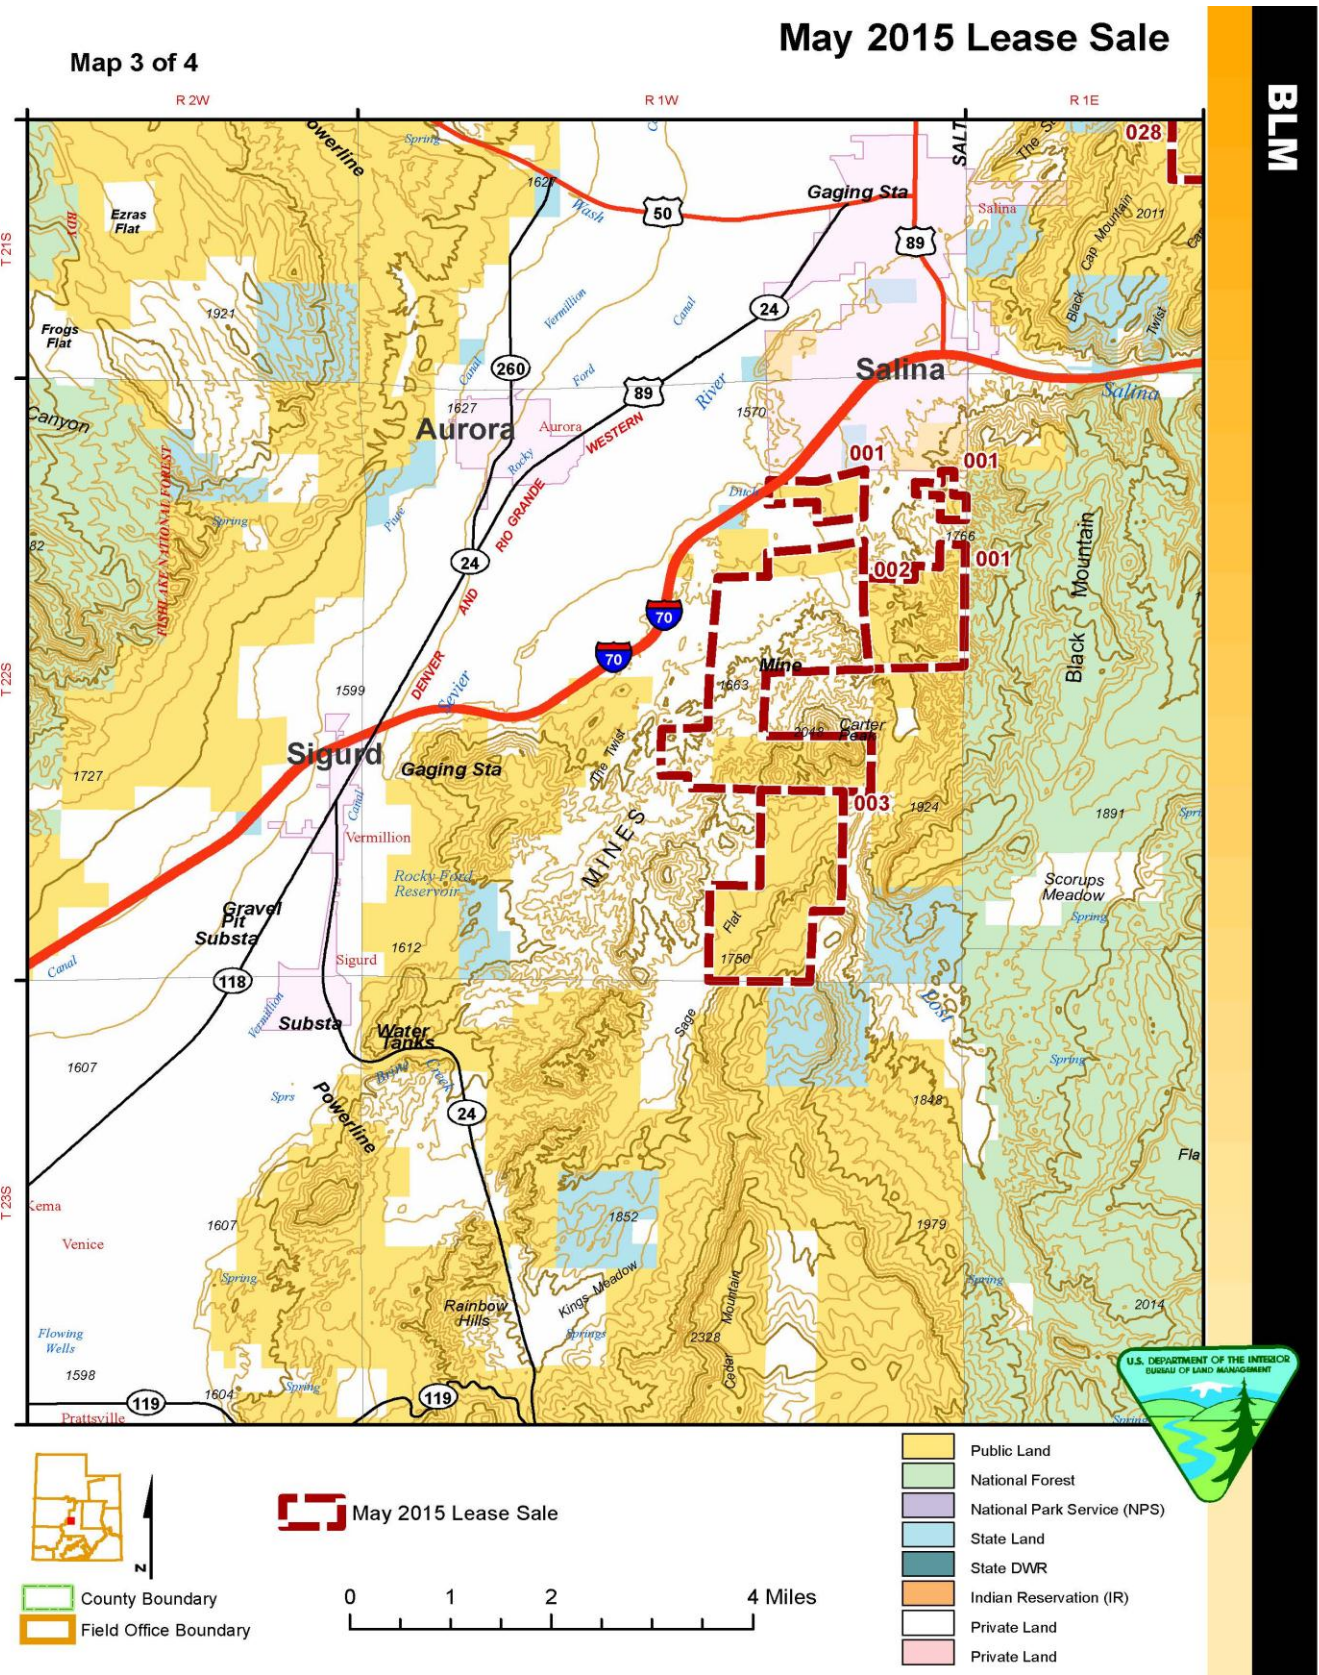 May 2015 Lease Sale
Map 3 of 4
BLM
R 2W
R 1W
R 1E
T 21S
T 22S
T 23S
028
Spring
SALT
1627
Wash
50
Gaging Sta
Salina
2011
Ezras
Flat
RDY
89
Cap Mountain
Black
Twist
1921
Vermillion
Canal
24
Frogs
Flat
260
Canal
Ford
89
River
Salina
Salina
1627
Aurora
Aurora
1570
Canyon
Rocky
WESTERN
001
001
FISHLAKE NATIONAL FOREST
Spring
Piute
RIO GRANDE
Ditch
82
1766
24
002
001
AND
70
70
Black Mountain
DENVER
Sevier
Mine
1663
1599
2048
Carter
Peak
Sigurd
The Twist
Gaging Sta
1727
Canal
003
1924
1891
Vermillion
MINES
Rocky Ford
Reservoir
Scorups
Meadow
Spring
Gravel
Pit
Substa
Flat
1612
Canal
Sigurd
1750
118
Vermillion
Substa
Lost
Sage
Water
Tanks
Brine Creek
Spring
1607
Sprs
Powerline
24
1848
Fla
Venice
1607
1852
1979
Spring
Spring
Kings Meadow
Rainbow
Hills
Cedar Mountain
2014
Flowing
Wells
Springs
2328
1598
Spring
119
1604
119
Prattsville
Spring
U.S. DEPARTMENT OF THE INTERIOR
BUREAU OF LAND MANAGEMENT
N
May 2015 Lease Sale
County Boundary
Field Office Boundary
0 1 2 4 Miles
Public Land
National Forest
National Park Service (NPS)
State Land
State DWR
Indian Reservation (IR)
Private Land
Private Land